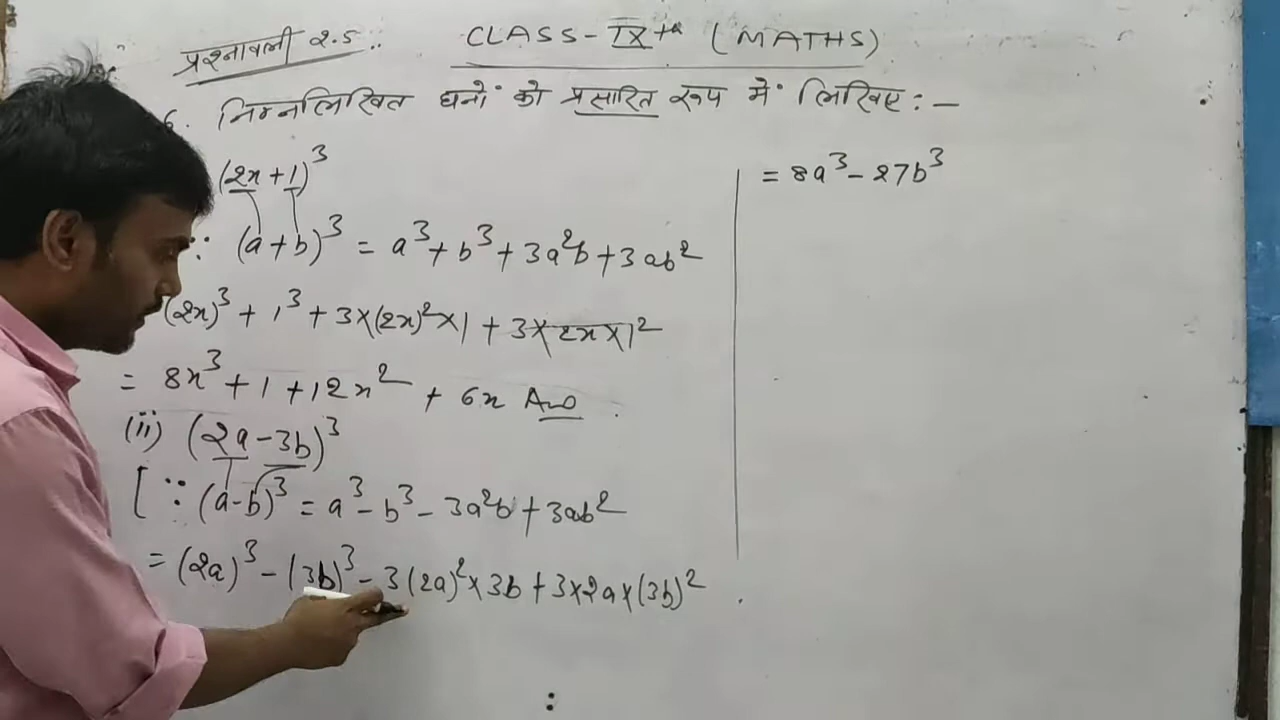 प्रश्नावली 2.5 :.
CLASS-IXth (MATHS)
6. निम्नलिखित घनों को प्रसारित रूप में लिखिए :-
(2x+1)³
∵ (a+b)³ = a³+b³+3a²b+3ab²
(2x)³ + 1³ + 3×(2x)²×1 + 3×2x×1²
= 8x³ + 1 + 12x² + 6x Ans
(ii) (2a-3b)³
[∵ (a-b)³ = a³-b³-3a²b+3ab²
= (2a)³ - (3b)³ - 3(2a)²×3b + 3×2a×(3b)²
= 8a³ - 27b³